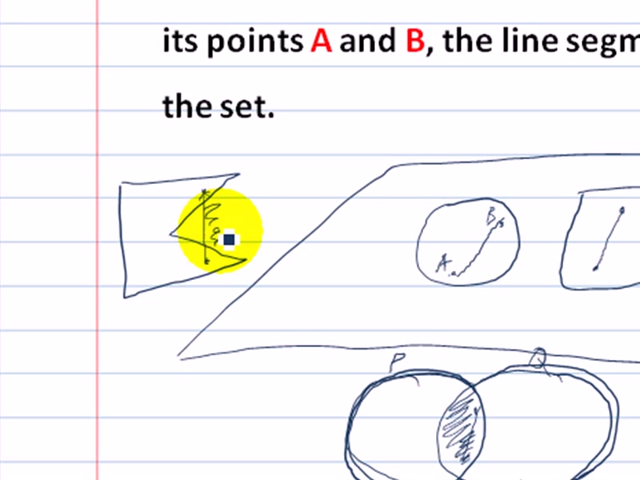 its points A and B, the line segm
the set.
B
A
P
Q